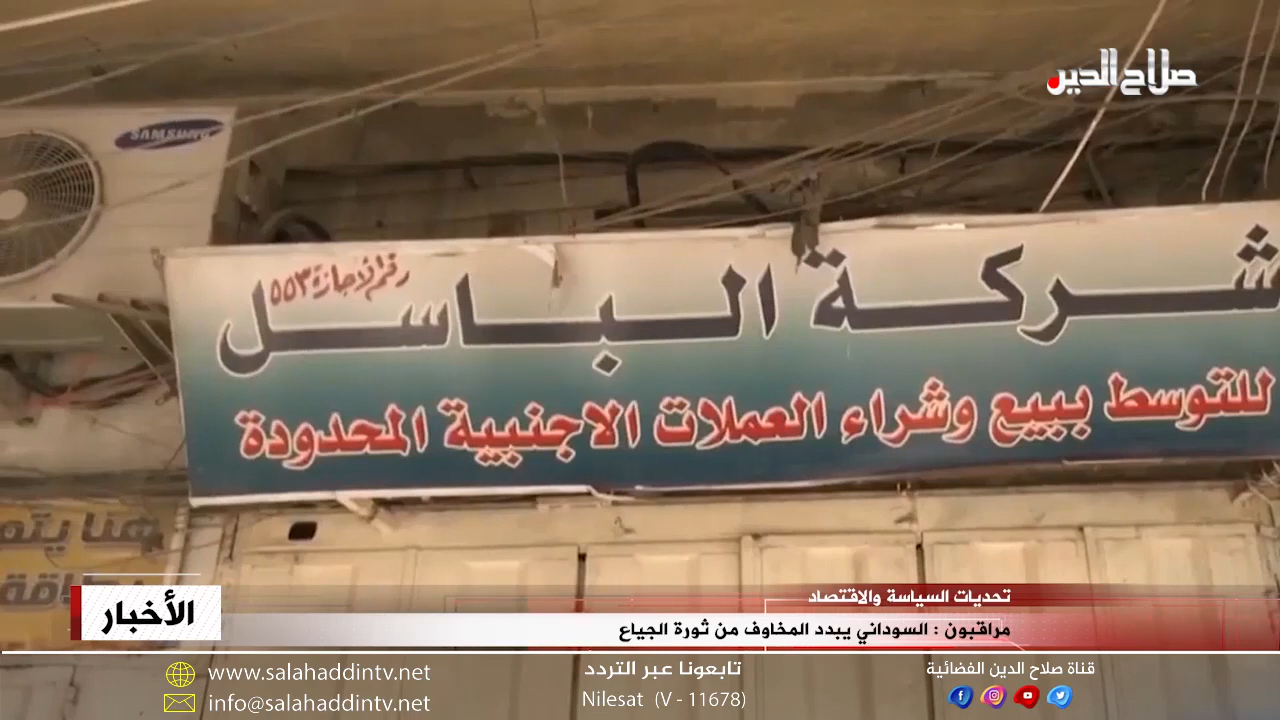 صلاح الدين
SAMSUNG
رقم الاجازة ٥٥٣
شركة الباسل
للتوسط ببيع وشراء العملات الاجنبية المحدودة
هنا يتم
تحديات السياسة والاقتصاد
الأخبار
مراقبون : السوداني يبدد المخاوف من ثورة الجياع
قناة صلاح الدين الفضائية
تابعونا عبر التردد
Nilesat (V - 11678)
www.salahaddintv.net
info@salahaddintv.net